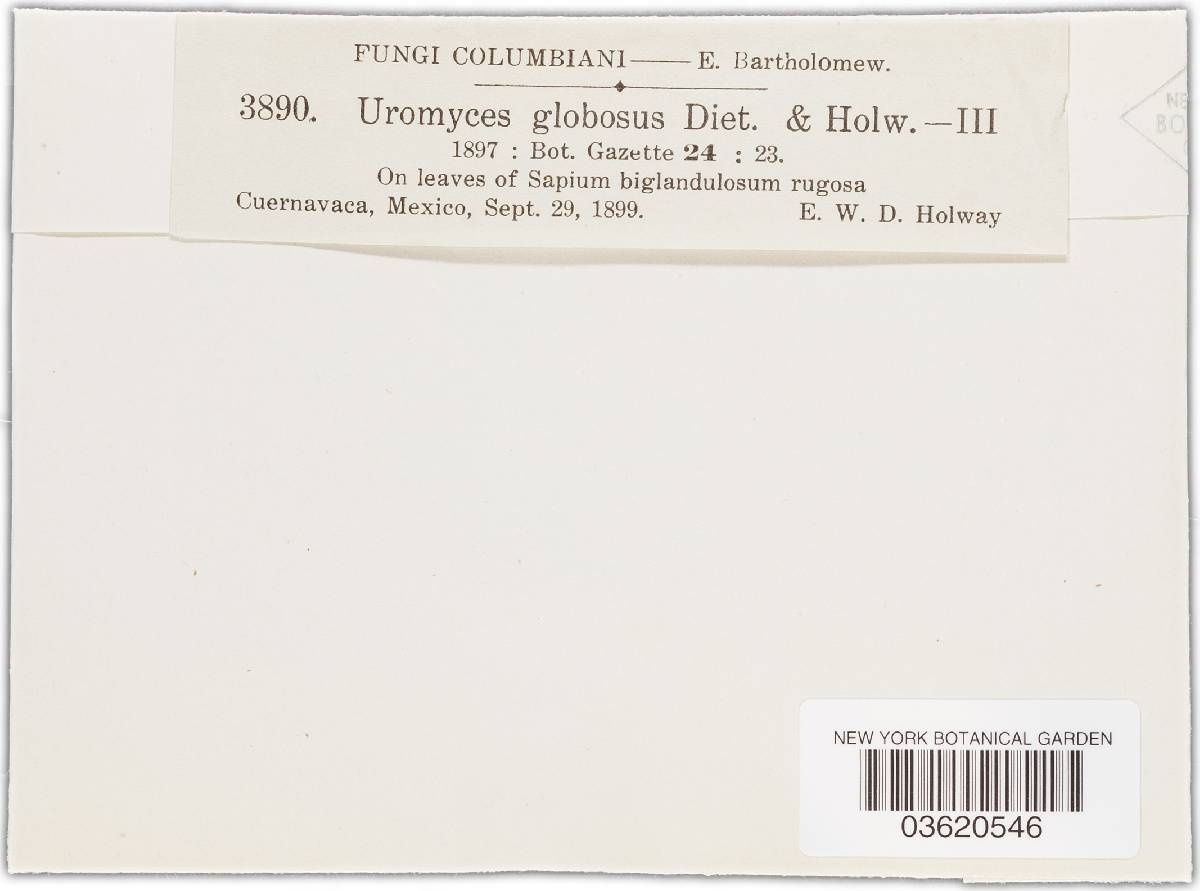 FUNGI COLUMBIANI—— E. Bartholomew.
3890. Uromyces globosus Diet. & Holw.—III
1897 : Bot. Gazette 24 : 23.
On leaves of Sapium biglandulosum rugosa
Cuernavaca, Mexico, Sept. 29, 1899. E. W. D. Holway
NEW YORK BOTANICAL GARDEN
03620546